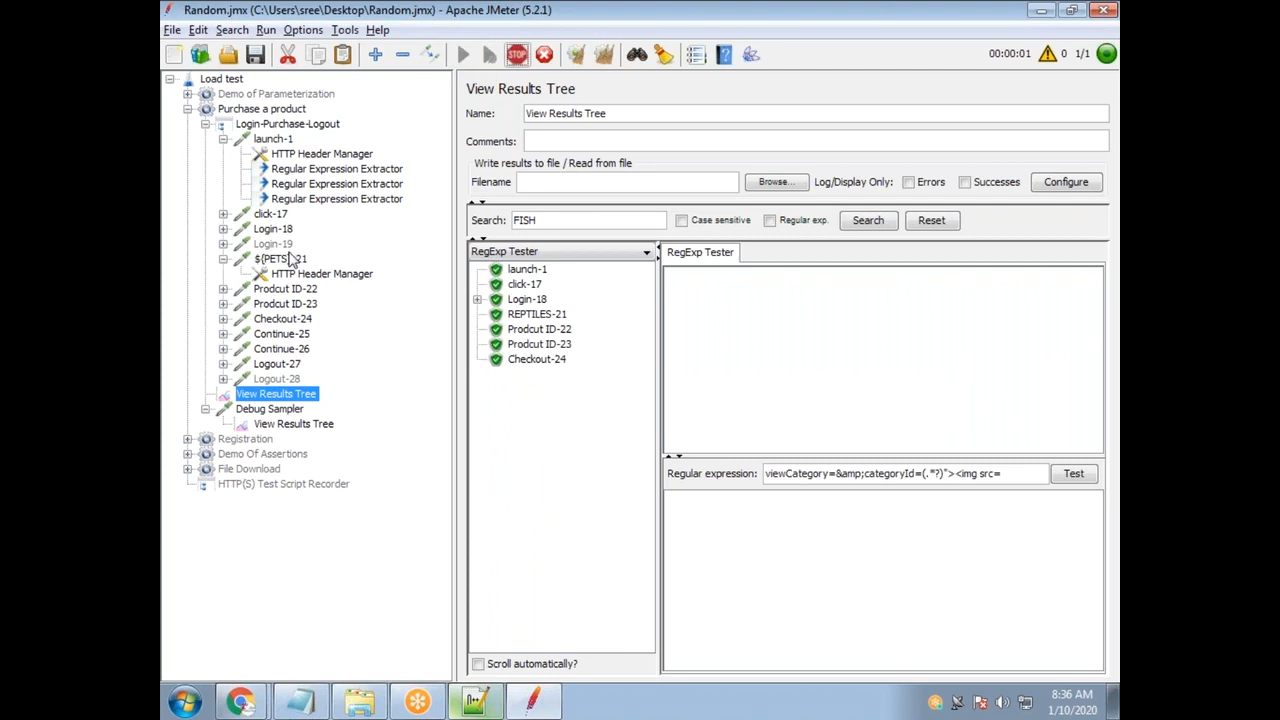 Random.jmx (C:\Users\sree\Desktop\Random.jmx) - Apache JMeter (5.2.1)
File Edit Search Run Options Tools Help
STOP 00:00:01 0 1/1
Load test
Demo of Parameterization
Purchase a product
Login-Purchase-Logout
launch-1
HTTP Header Manager
Regular Expression Extractor
Regular Expression Extractor
Regular Expression Extractor
click-17
Login-18
Login-19
${PETS 21
HTTP Header Manager
Prodcut ID-22
Prodcut ID-23
Checkout-24
Continue-25
Continue-26
Logout-27
Logout-28
View Results Tree
Debug Sampler
View Results Tree
Registration
Demo Of Assertions
File Download
HTTP(S) Test Script Recorder
View Results Tree
Name: View Results Tree
Comments:
Write results to file / Read from file
Filename Browse... Log/Display Only: Errors Successes Configure
Search: FISH Case sensitive Regular exp. Search Reset
RegExp Tester
launch-1
click-17
Login-18
REPTILES-21
Prodcut ID-22
Prodcut ID-23
Checkout-24
Scroll automatically?
RegExp Tester
Regular expression: viewCategory=&amp;categoryId=(.*?)"><img src= Test
N++
8:36 AM
1/10/2020